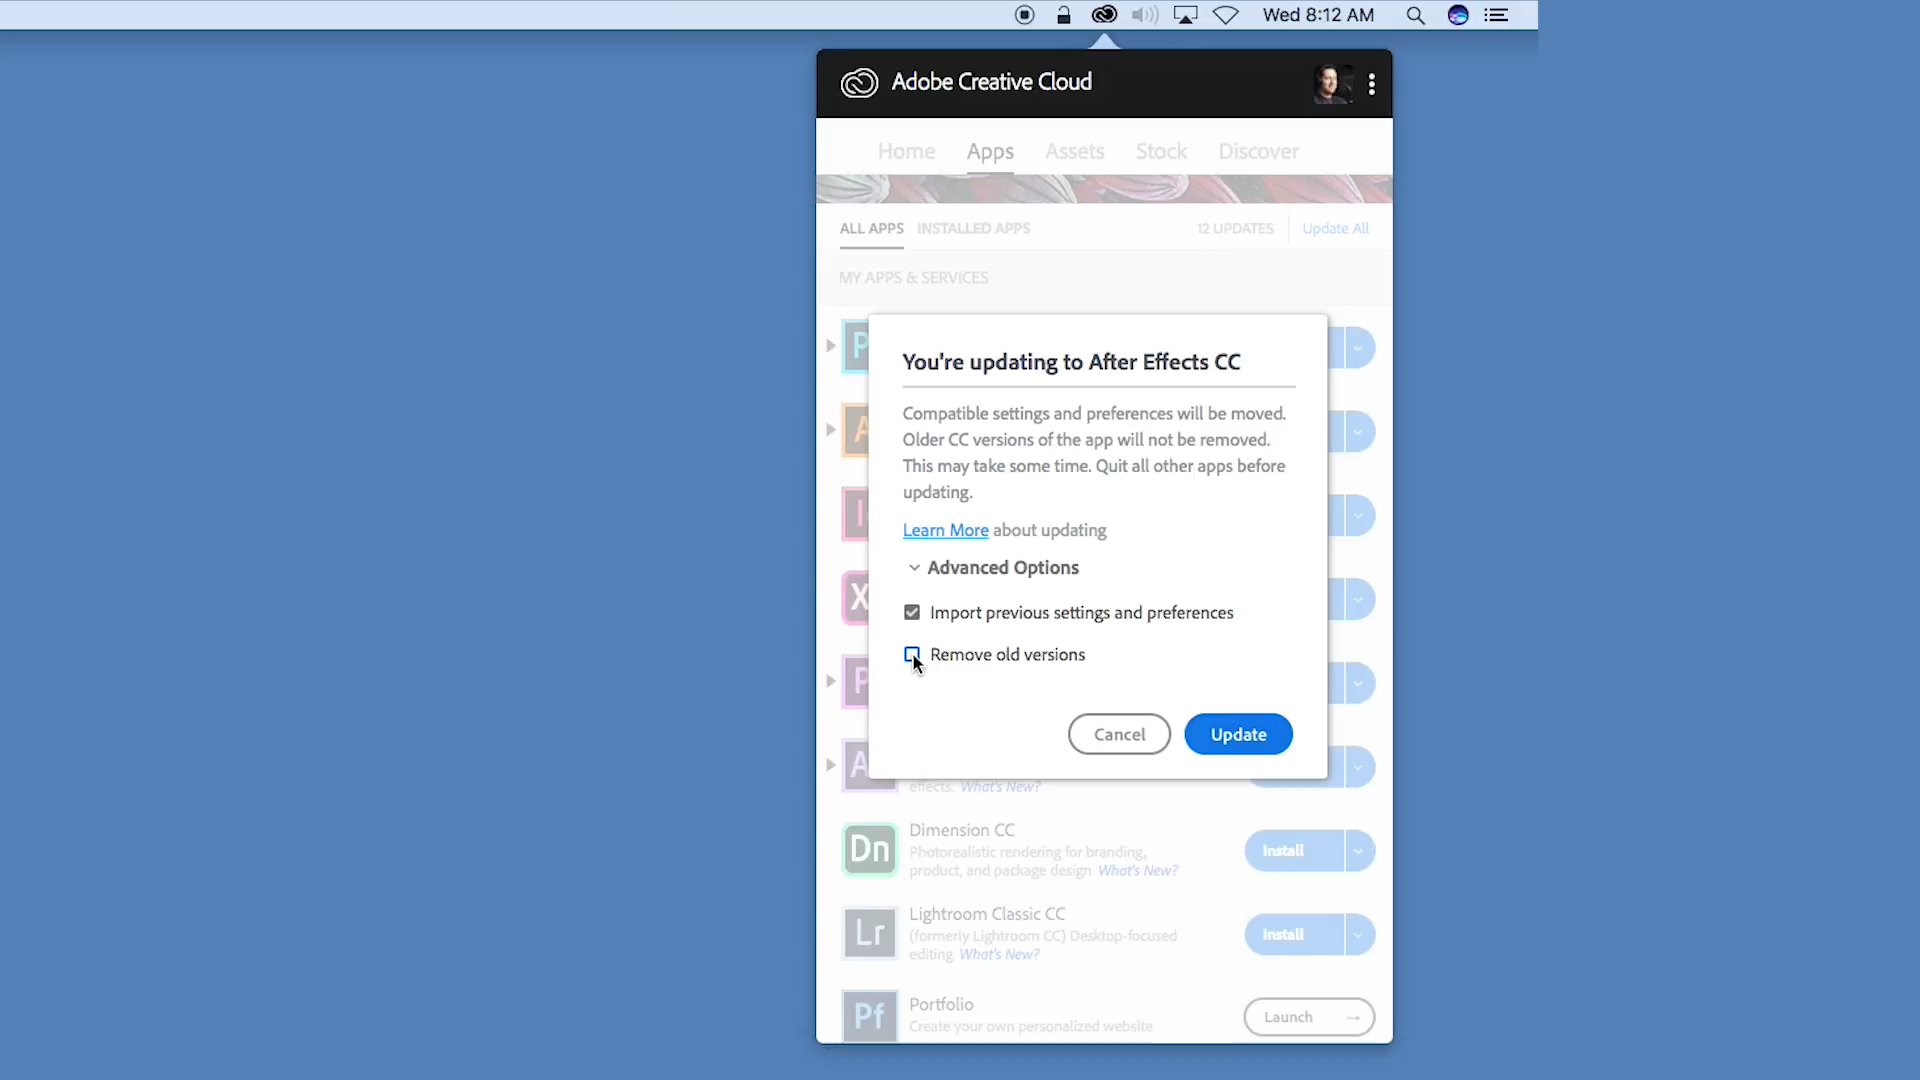 Wed 8:12 AM
Adobe Creative Cloud
Home Apps Assets Stock Discover
ALL APPS INSTALLED APPS 12 UPDATES Update All
MY APPS & SERVICES
You're updating to After Effects CC
Compatible settings and preferences will be moved.
Older CC versions of the app will not be removed.
This may take some time. Quit all other apps before
updating.
Learn More about updating
Advanced Options
Import previous settings and preferences
Remove old versions
Cancel Update
effects. What's New?
Dn
Dimension CC
Photorealistic rendering for branding,
product, and package design What's New?
Install
Lr
Lightroom Classic CC
(formerly Lightroom CC) Desktop-focused
editing What's New?
Install
Pf
Portfolio
Create your own personalized website
Launch →